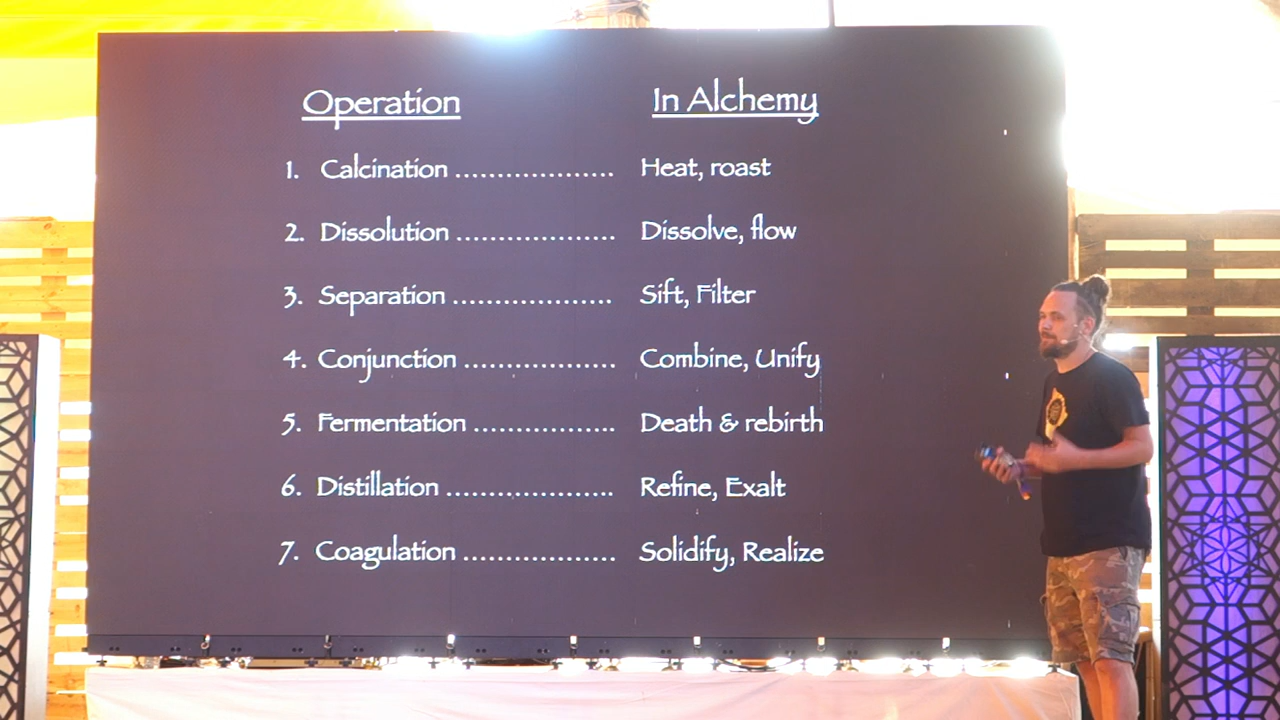 Operation In Alchemy
1. Calcination ................... Heat, roast
2. Dissolution ................... Dissolve, flow
3. Separation ................... Sift, Filter
4. Conjunction .................. Combine, Unify
5. Fermentation ................. Death & rebirth
6. Distillation .................... Refine, Exalt
7. Coagulation .................. Solidify, Realize